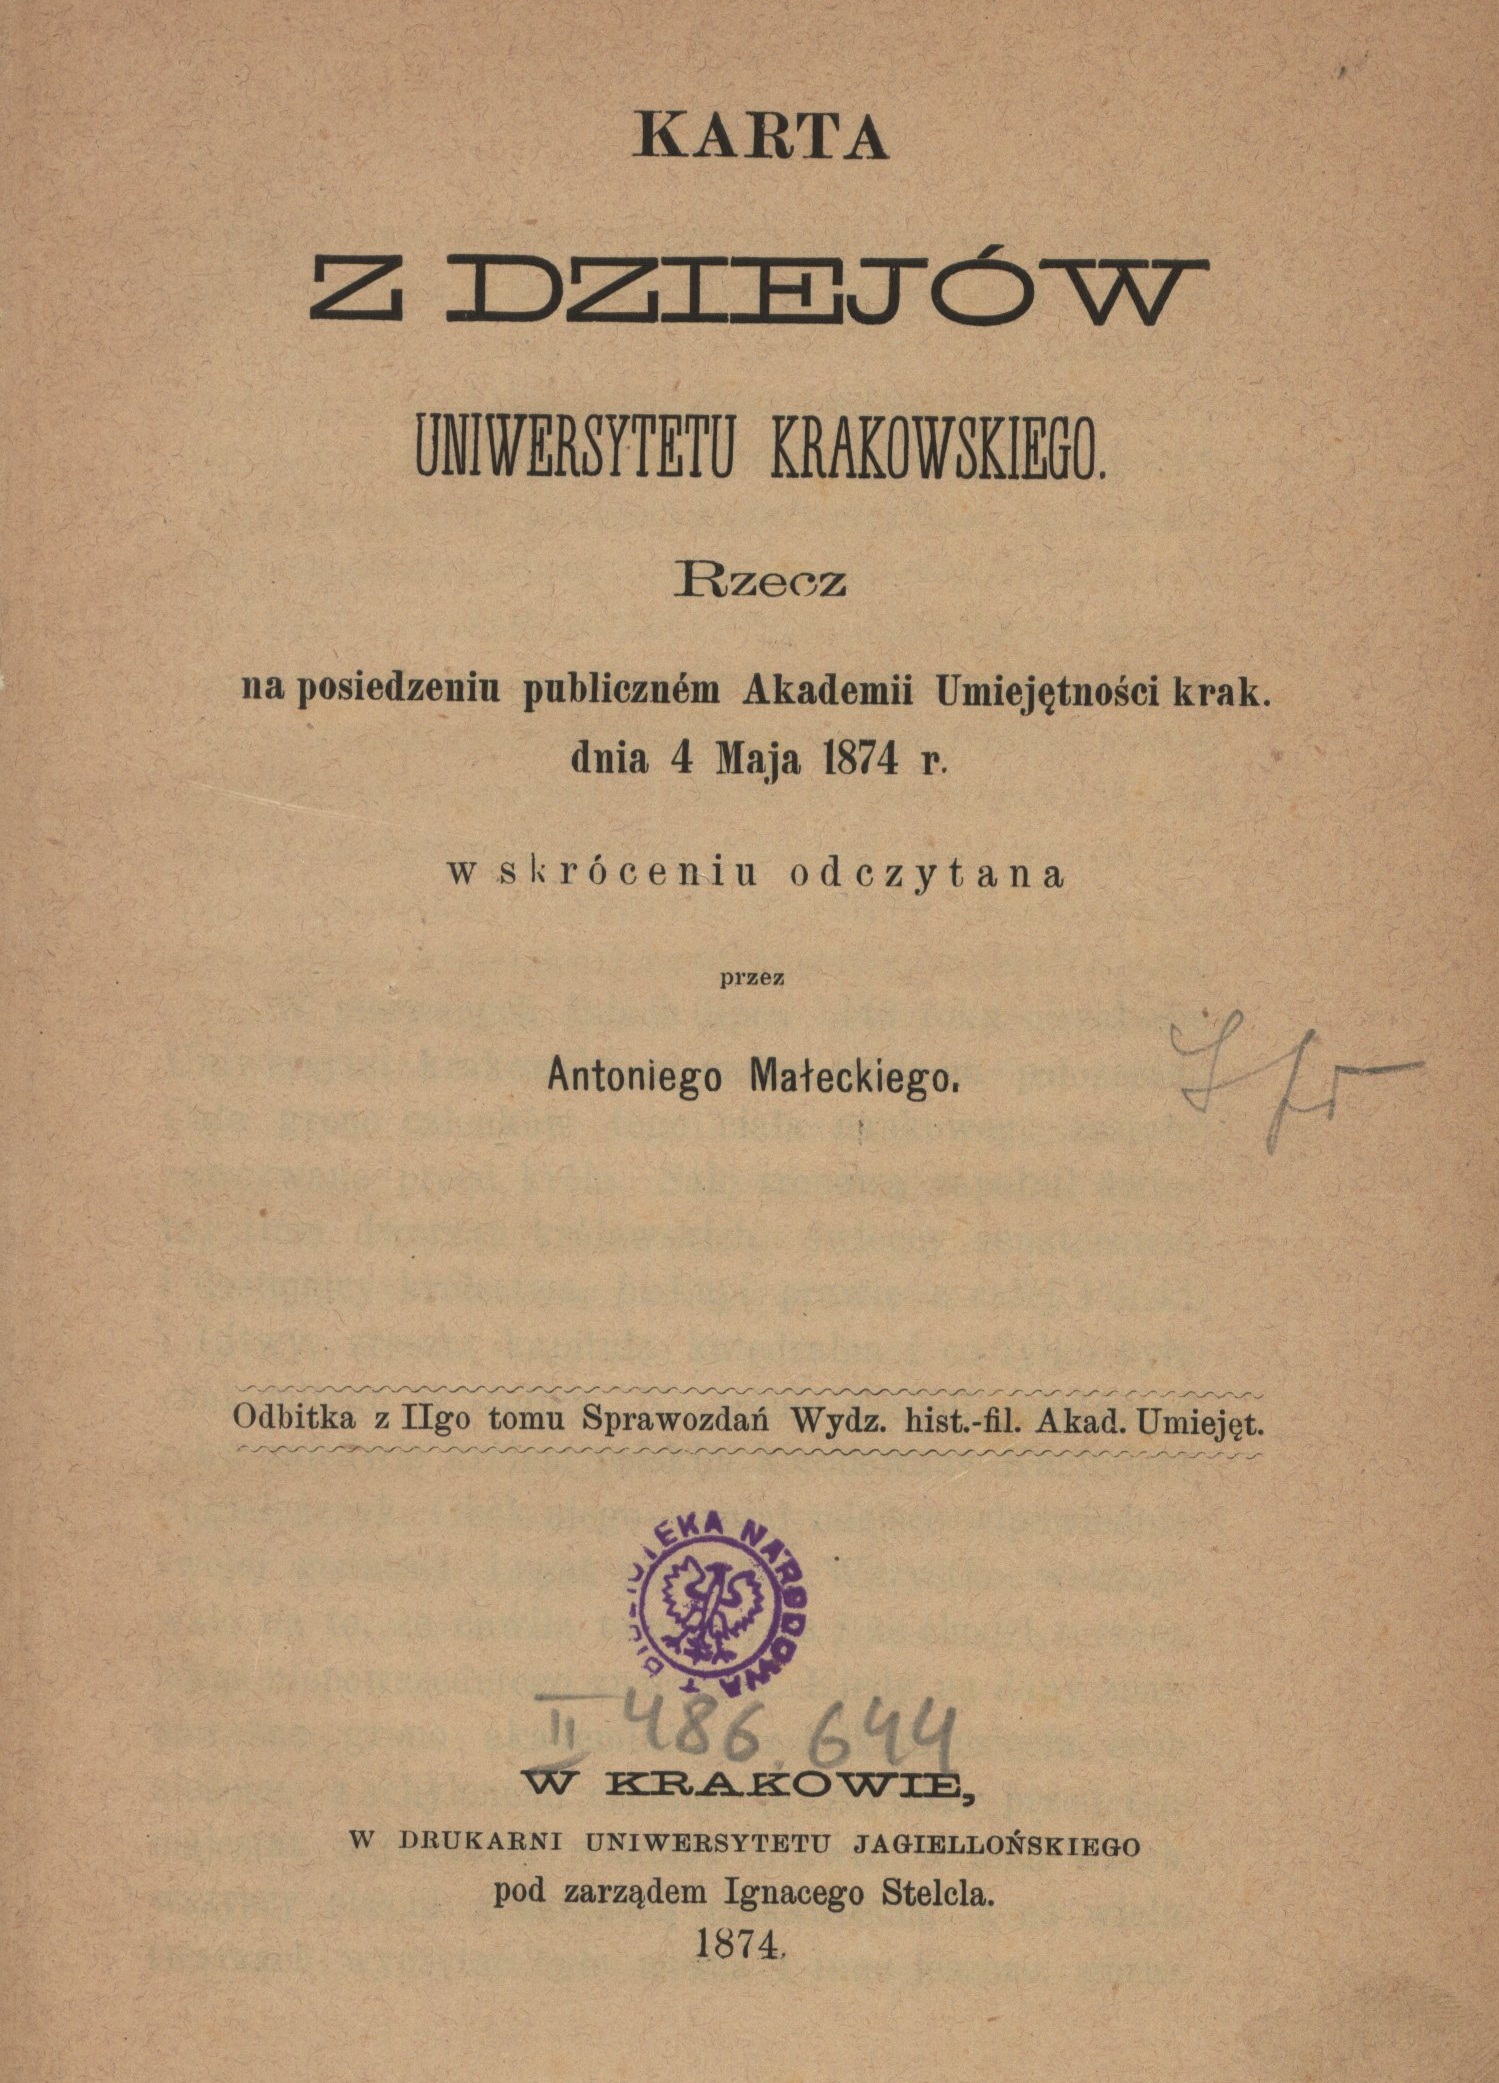 KARTA
Z DZIEJÓW
UNIWERSYTETU KRAKOWSKIEGO.
Rzecz
na posiedzeniu publiczném Akademii Umiejętności krak.
dnia 4 Maja 1874 r.
w skróceniu odczytana
przez
Antoniego Małeckiego.
Odbitka z IIgo tomu Sprawozdań Wydz. hist.-fil. Akad. Umiejęt.
NARODOWA
II 486.644
W KRAKOWIE,
W DRUKARNI UNIWERSYTETU JAGIELLOŃSKIEGO
pod zarządem Ignacego Stelcla.
1874.